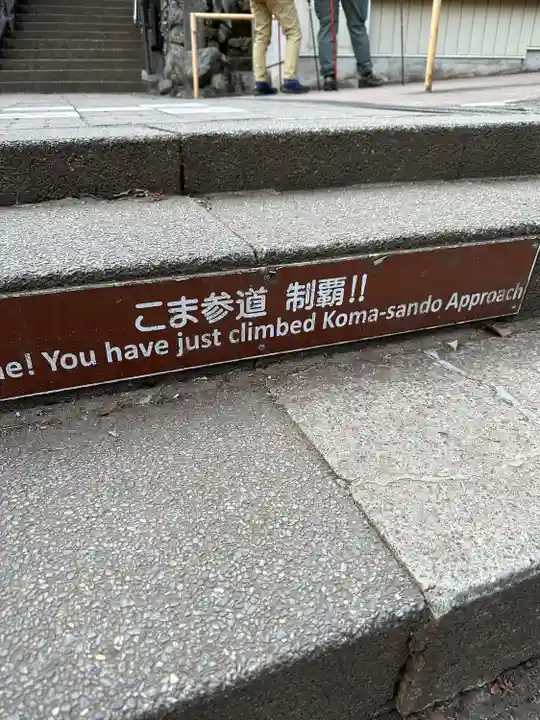 こま参道 制覇!!
You have just climbed Koma-sando Approach